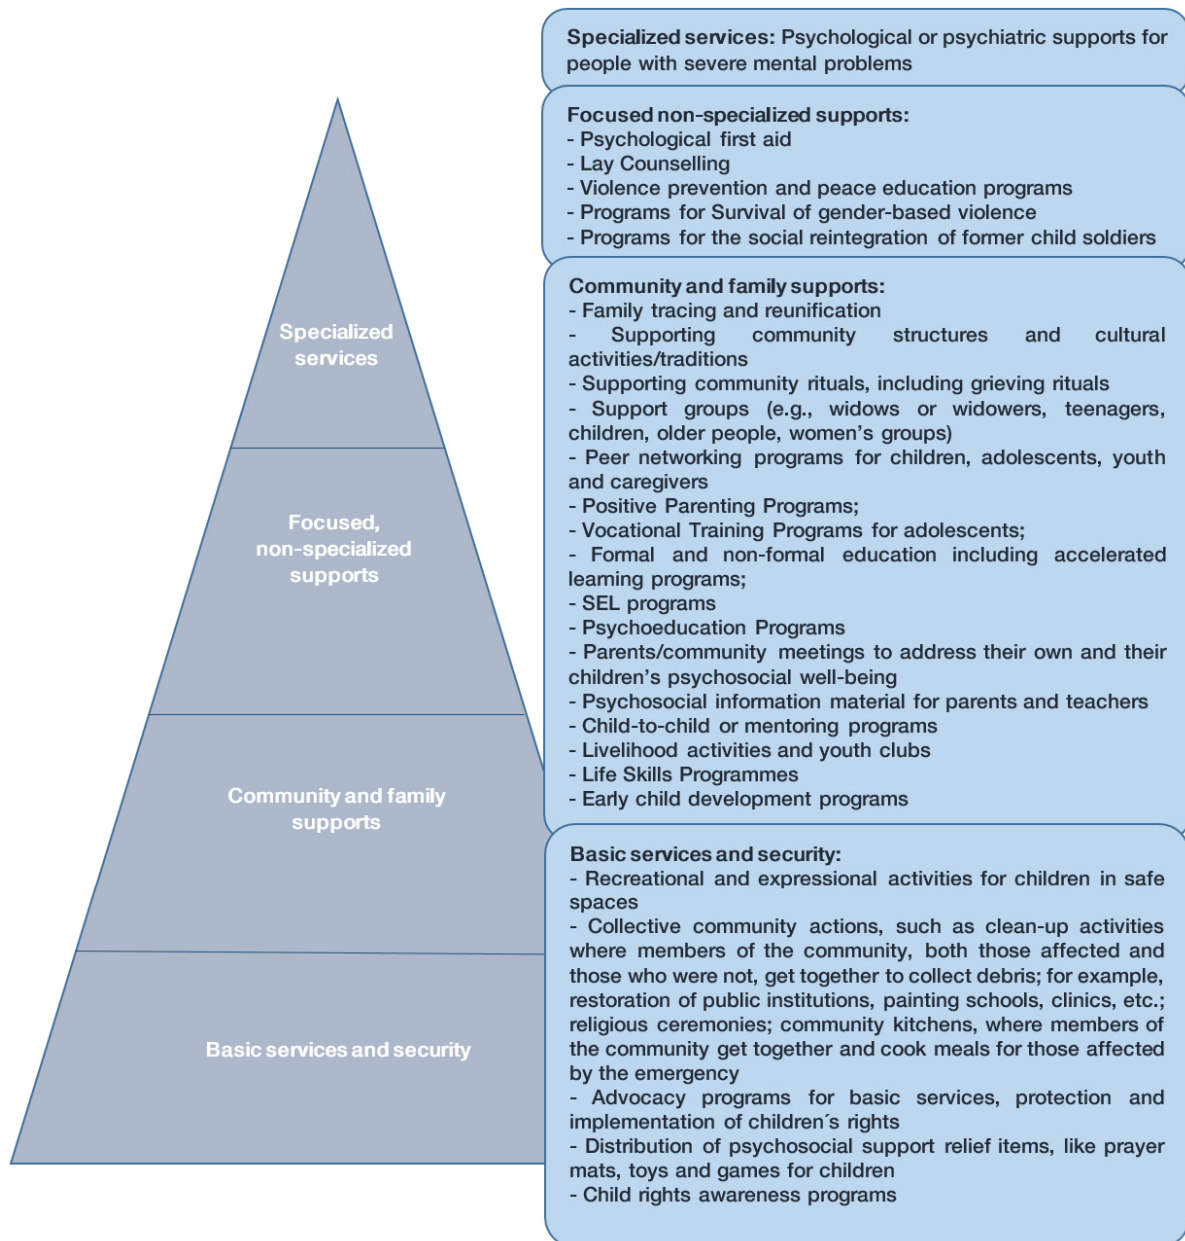 Specialized services: Psychological or psychiatric supports for
people with severe mental problems
Focused non-specialized supports:
- Psychological first aid
- Lay Counselling
- Violence prevention and peace education programs
- Programs for Survival of gender-based violence
- Programs for the social reintegration of former child soldiers
Community and family supports:
- Family tracing and reunification
- Supporting community structures and cultural
activities/traditions
- Supporting community rituals, including grieving rituals
- Support groups (e.g., widows or widowers, teenagers,
children, older people, women’s groups)
- Peer networking programs for children, adolescents, youth
and caregivers
- Positive Parenting Programs;
- Vocational Training Programs for adolescents;
- Formal and non-formal education including accelerated
learning programs;
- SEL programs
- Psychoeducation Programs
- Parents/community meetings to address their own and their
children’s psychosocial well-being
- Psychosocial information material for parents and teachers
- Child-to-child or mentoring programs
- Livelihood activities and youth clubs
- Life Skills Programmes
- Early child development programs
Basic services and security:
- Recreational and expressional activities for children in safe
spaces
- Collective community actions, such as clean-up activities
where members of the community, both those affected and
those who were not, get together to collect debris; for example,
restoration of public institutions, painting schools, clinics, etc.;
religious ceremonies; community kitchens, where members of
the community get together and cook meals for those affected
by the emergency
- Advocacy programs for basic services, protection and
implementation of children´s rights
- Distribution of psychosocial support relief items, like prayer
mats, toys and games for children
- Child rights awareness programs
Specialized
services
Focused,
non-specialized
supports
Community and family
supports
Basic services and security